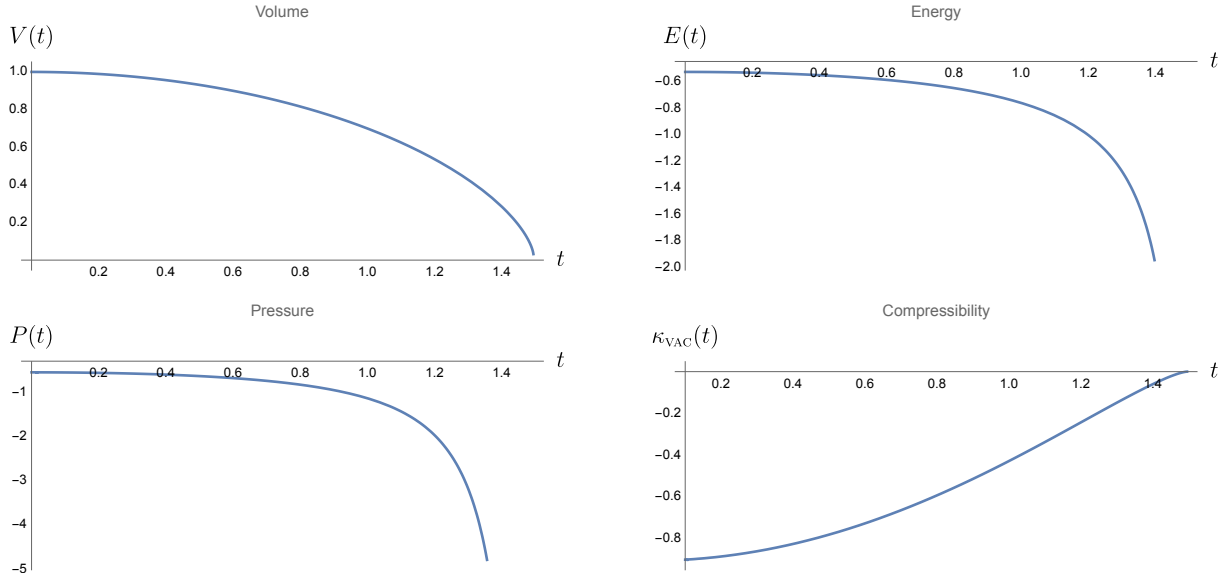 Volume
V(t)
1.0
0.8
0.6
0.4
0.2
0.2 0.4 0.6 0.8 1.0 1.2 1.4
t
Energy
E(t)
t
0.2 0.4 0.6 0.8 1.0 1.2 1.4
−0.6
−0.8
−1.0
−1.2
−1.4
−1.6
−1.8
−2.0
Pressure
P(t)
t
0.2 0.4 0.6 0.8 1.0 1.2 1.4
−1
−2
−3
−4
−5
Compressibility
κVAC(t)
t
0.2 0.4 0.6 0.8 1.0 1.2 1.4
−0.2
−0.4
−0.6
−0.8